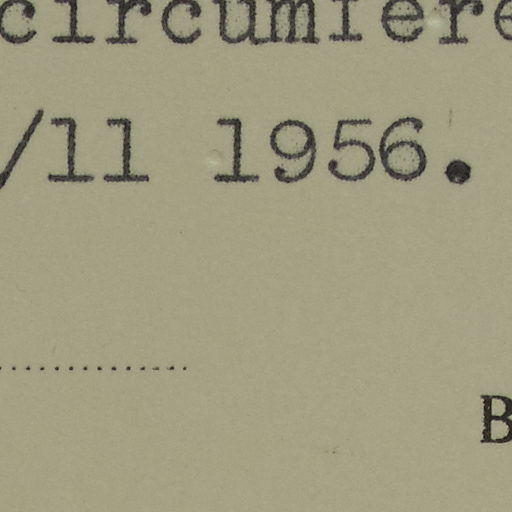 circumfere
/11 1956.
..............
B